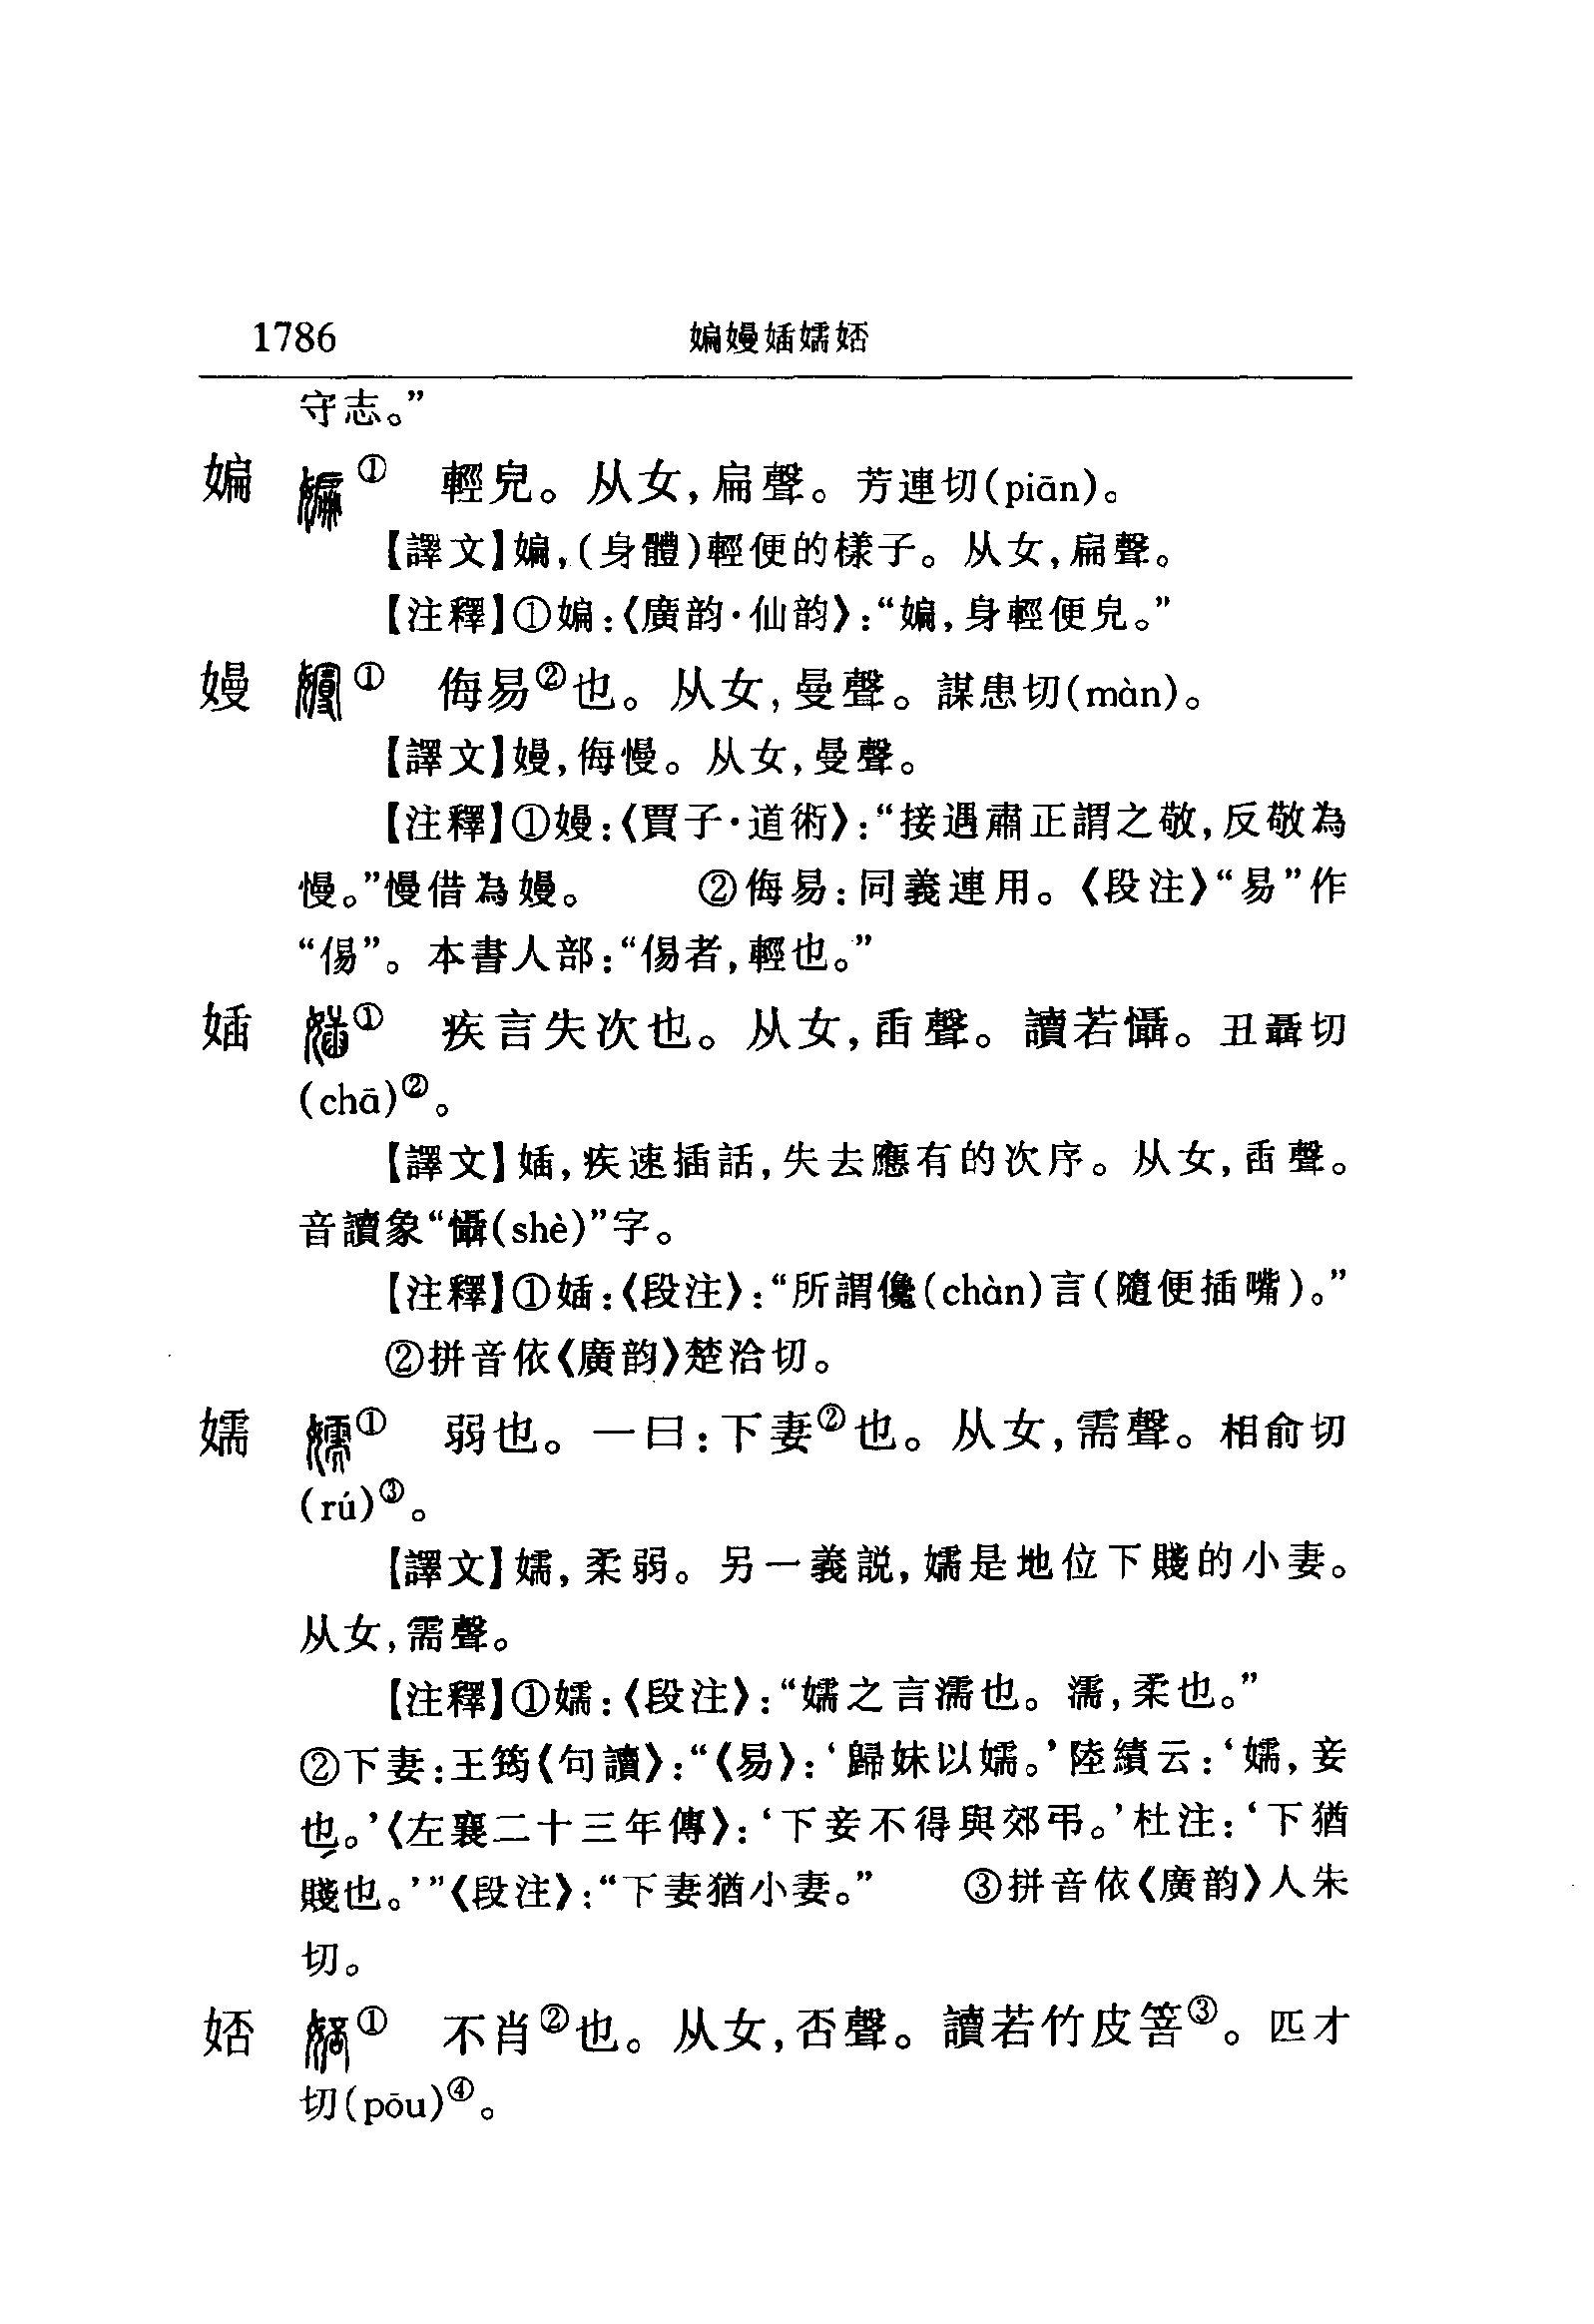 1786 媥嫚㛼嬬娝
守志。”
媥 ① 輕皃。从女，扁聲。芳連切(piān)。
【譯文】媥，(身體)輕便的樣子。从女，扁聲。
【注釋】①媥：《廣韵·仙韵》：“媥，身輕便皃。”
嫚 ① 侮易②也。从女，曼聲。謀患切(màn)。
【譯文】嫚，侮慢。从女，曼聲。
【注釋】①嫚：《賈子·道術》：“接遇肅正謂之敬，反敬為
慢。”慢借為嫚。 ②侮易：同義連用。《段注》“易”作
“傷”。本書人部：“傷者，輕也。”
㛼 ① 疾言失次也。从女，臿聲。讀若懾。丑聶切
(chā)②。
【譯文】㛼，疾速插話，失去應有的次序。从女，臿聲。
音讀象“懾(shè)”字。
【注釋】①㛼：《段注》：“所謂儳(chàn)言(隨便插嘴)。”
②拼音依《廣韵》楚洽切。
嬬 ① 弱也。一曰：下妻②也。从女，需聲。相俞切
(rú)③。
【譯文】嬬，柔弱。另一義説，嬬是地位下賤的小妻。
从女，需聲。
【注釋】①嬬：《段注》：“嬬之言濡也。濡，柔也。”
②下妻：王筠《句讀》：“《易》：‘歸妹以嬬。’陸績云：‘嬬，妾
也。’《左襄二十三年傳》：‘下妾不得與郊弔。’杜注：‘下猶
賤也。’”《段注》：“下妻猶小妻。” ③拼音依《廣韵》人朱
切。
娝 ① 不肖②也。从女，否聲。讀若竹皮箁③。匹才
切(pōu)④。